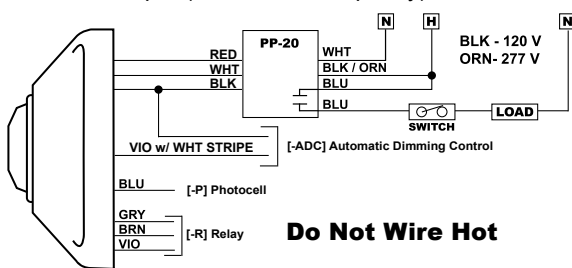 N H N
PP-20
BLK - 120 V
ORN- 277 V
RED
WHT
BLK
WHT
BLK / ORN
BLU
BLU
SWITCH
LOAD
VIO w/ WHT STRIPE
[-ADC] Automatic Dimming Control
BLU
[-P] Photocell
GRY
BRN
VIO
[-R] Relay
Do Not Wire Hot